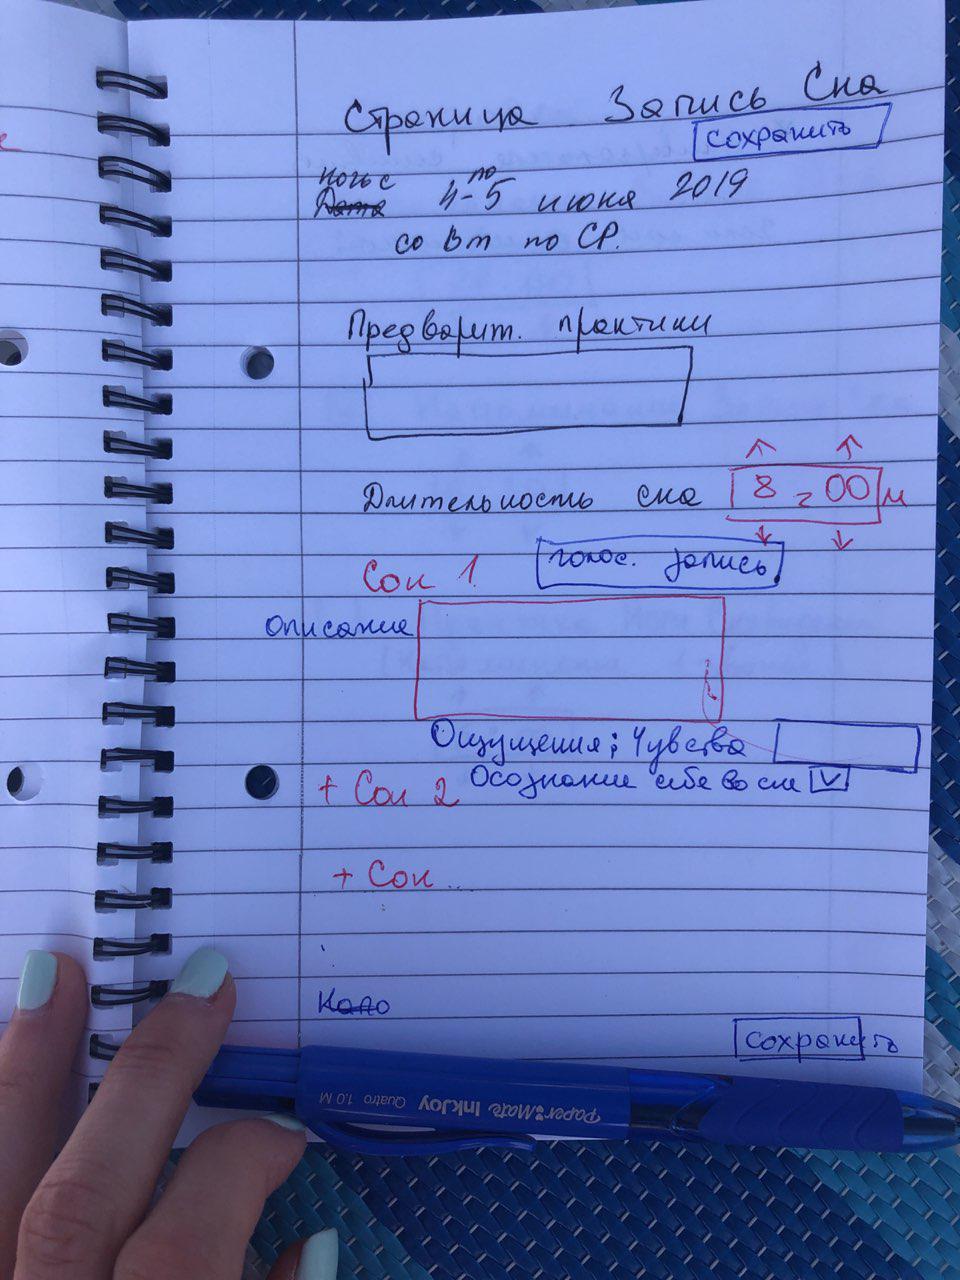 Страница Запись Сна
сохранить
ночь с 4-по 5 июня 2019
Дата
со Вт по СР.
Предварит. практики
Длительность сна 8 ч 00 м
Сон 1 голос. запись
Описание
Ощущения; Чувства
+ Сон 2 Осознание себя во сне
+ Сон...
сохранить
PaperMate InkJoy Quatro 1.0 M